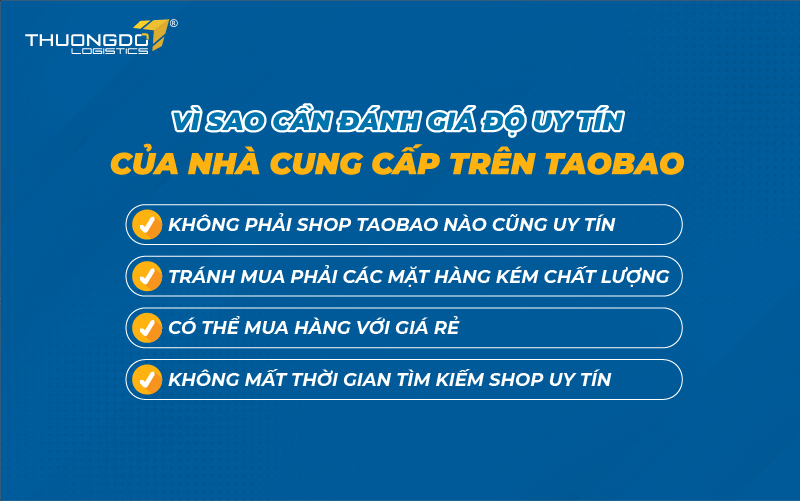 THUONGDO
LOGISTICS
®
VÌ SAO CẦN ĐÁNH GIÁ ĐỘ UY TÍN
CỦA NHÀ CUNG CẤP TRÊN TAOBAO
KHÔNG PHẢI SHOP TAOBAO NÀO CŨNG UY TÍN
TRÁNH MUA PHẢI CÁC MẶT HÀNG KÉM CHẤT LƯỢNG
CÓ THỂ MUA HÀNG VỚI GIÁ RẺ
KHÔNG MẤT THỜI GIAN TÌM KIẾM SHOP UY TÍN